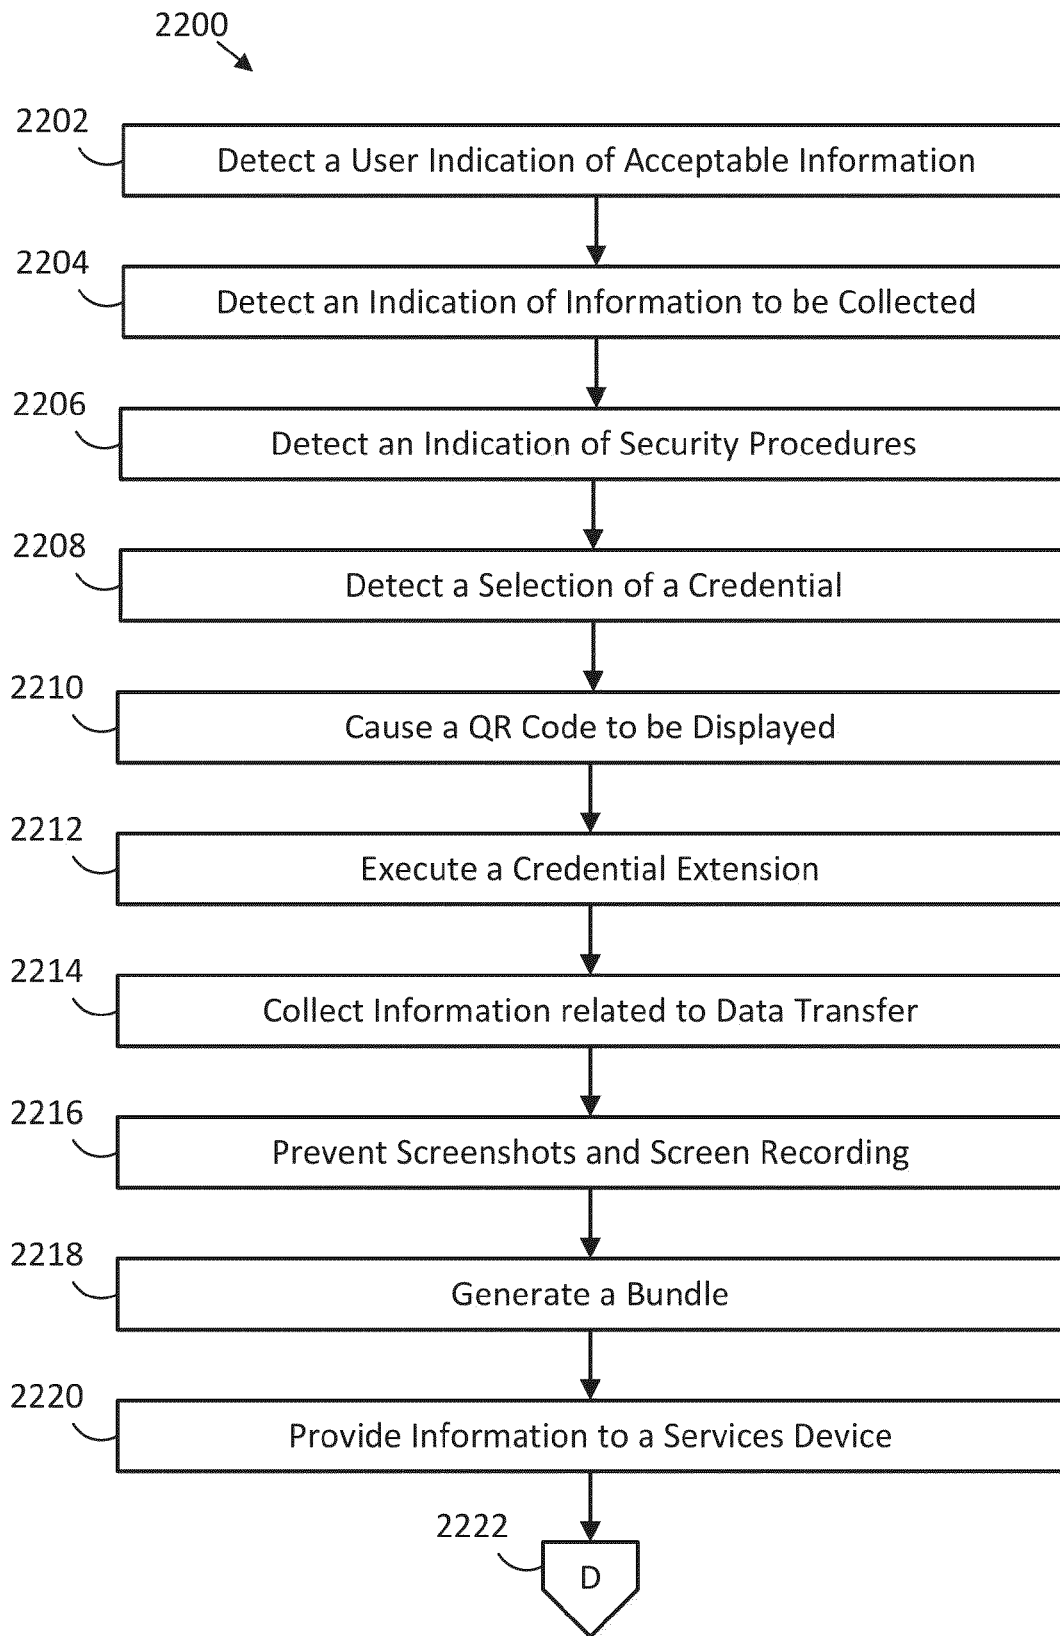 2200
2202
Detect a User Indication of Acceptable Information
2204
Detect an Indication of Information to be Collected
2206
Detect an Indication of Security Procedures
2208
Detect a Selection of a Credential
2210
Cause a QR Code to be Displayed
2212
Execute a Credential Extension
2214
Collect Information related to Data Transfer
2216
Prevent Screenshots and Screen Recording
2218
Generate a Bundle
2220
Provide Information to a Services Device
2222
D